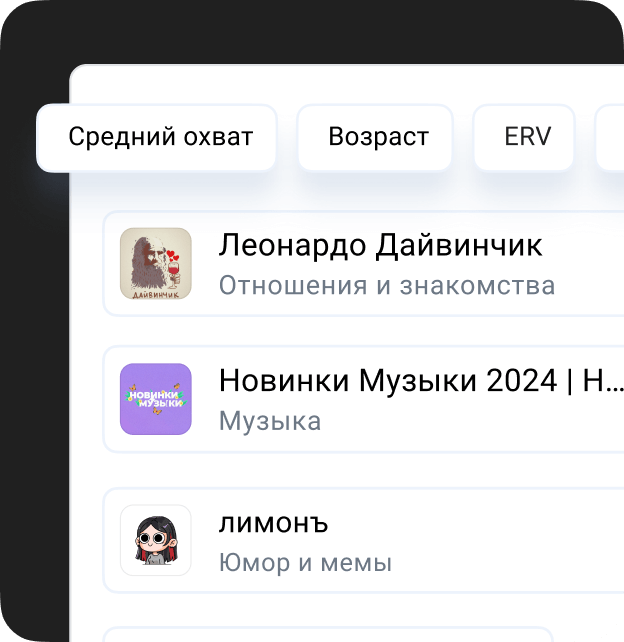 Средний охват
Возраст
ERV
Леонардо Дайвинчик
Отношения и знакомства
ДАЙВИНЧИК
Новинки Музыки 2024 | Н...
Музыка
НОВИНКИ
МУЗЫКИ
лимонъ
Юмор и мемы